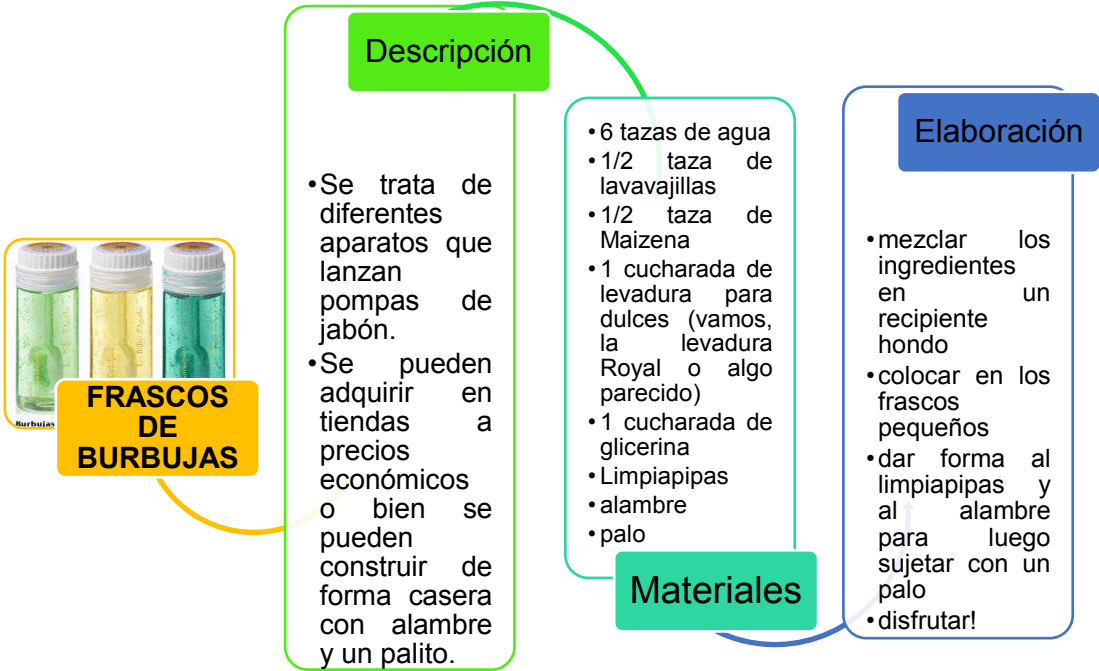 Burbujas
FRASCOS
DE
BURBUJAS
Descripción
•Se trata de
diferentes
aparatos que
lanzan
pompas de
jabón.
•Se pueden
adquirir en
tiendas a
precios
económicos
o bien se
pueden
construir de
forma casera
con alambre
y un palito.
•6 tazas de agua
•1/2 taza de
lavavajillas
•1/2 taza de
Maizena
•1 cucharada de
levadura para
dulces (vamos,
la levadura
Royal o algo
parecido)
•1 cucharada de
glicerina
•Limpiapipas
•alambre
•palo
Materiales
Elaboración
•mezclar los
ingredientes
en un
recipiente
hondo
•colocar en los
frascos
pequeños
•dar forma al
limpiapipas y
al alambre
para luego
sujetar con un
palo
•disfrutar!